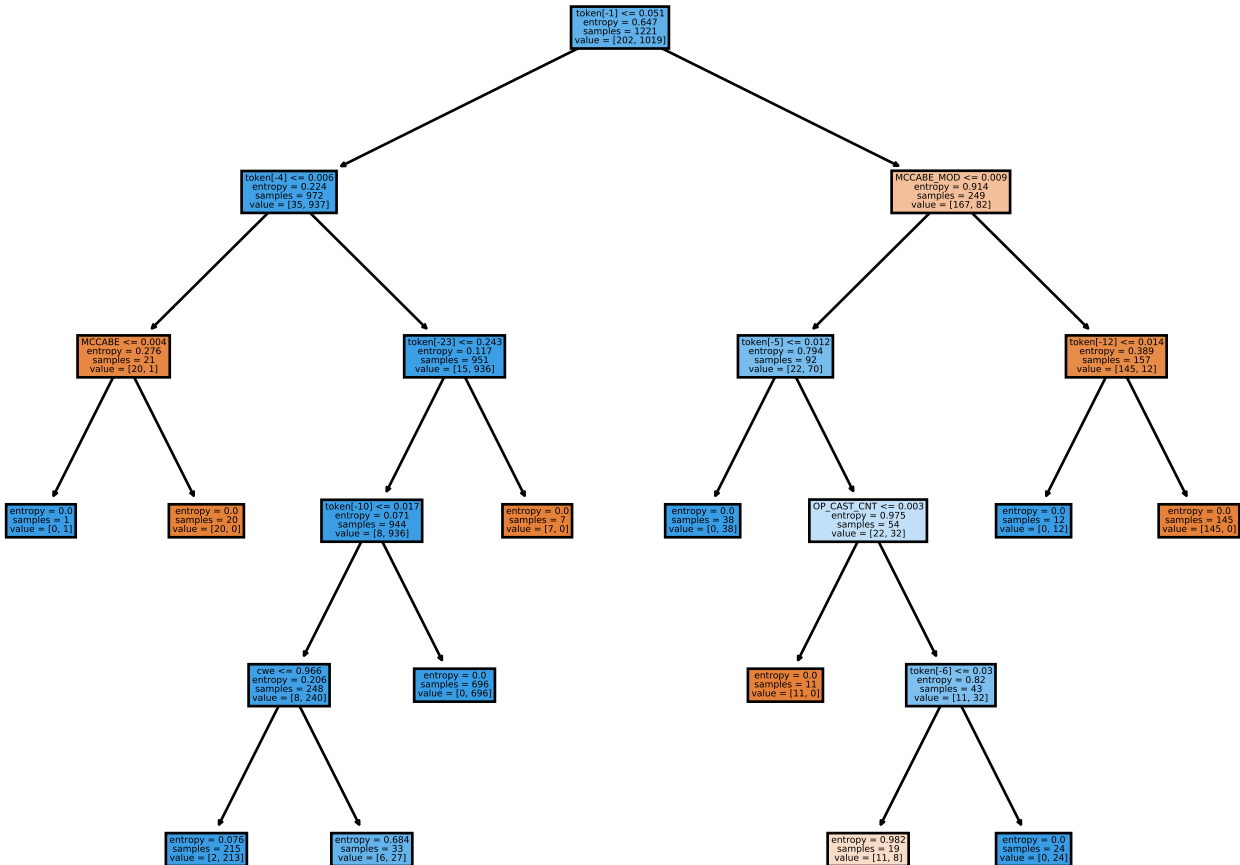 token[-1] <= 0.051
entropy = 0.647
samples = 1221
value = [202, 1019]
token[-4] <= 0.006
entropy = 0.224
samples = 972
value = [35, 937]
MCCABE_MOD <= 0.009
entropy = 0.914
samples = 249
value = [167, 82]
MCCABE <= 0.004
entropy = 0.276
samples = 21
value = [20, 1]
token[-23] <= 0.243
entropy = 0.117
samples = 951
value = [15, 936]
token[-5] <= 0.012
entropy = 0.794
samples = 92
value = [22, 70]
token[-12] <= 0.014
entropy = 0.389
samples = 157
value = [145, 12]
entropy = 0.0
samples = 1
value = [0, 1]
entropy = 0.0
samples = 20
value = [20, 0]
token[-10] <= 0.017
entropy = 0.071
samples = 944
value = [8, 936]
entropy = 0.0
samples = 7
value = [7, 0]
entropy = 0.0
samples = 38
value = [0, 38]
OP_CAST_CNT <= 0.003
entropy = 0.975
samples = 54
value = [22, 32]
entropy = 0.0
samples = 12
value = [0, 12]
entropy = 0.0
samples = 145
value = [145, 0]
cwe <= 0.966
entropy = 0.206
samples = 248
value = [8, 240]
entropy = 0.0
samples = 696
value = [0, 696]
entropy = 0.0
samples = 11
value = [11, 0]
token[-6] <= 0.03
entropy = 0.82
samples = 43
value = [11, 32]
entropy = 0.076
samples = 215
value = [2, 213]
entropy = 0.684
samples = 33
value = [6, 27]
entropy = 0.982
samples = 19
value = [11, 8]
entropy = 0.0
samples = 24
value = [0, 24]